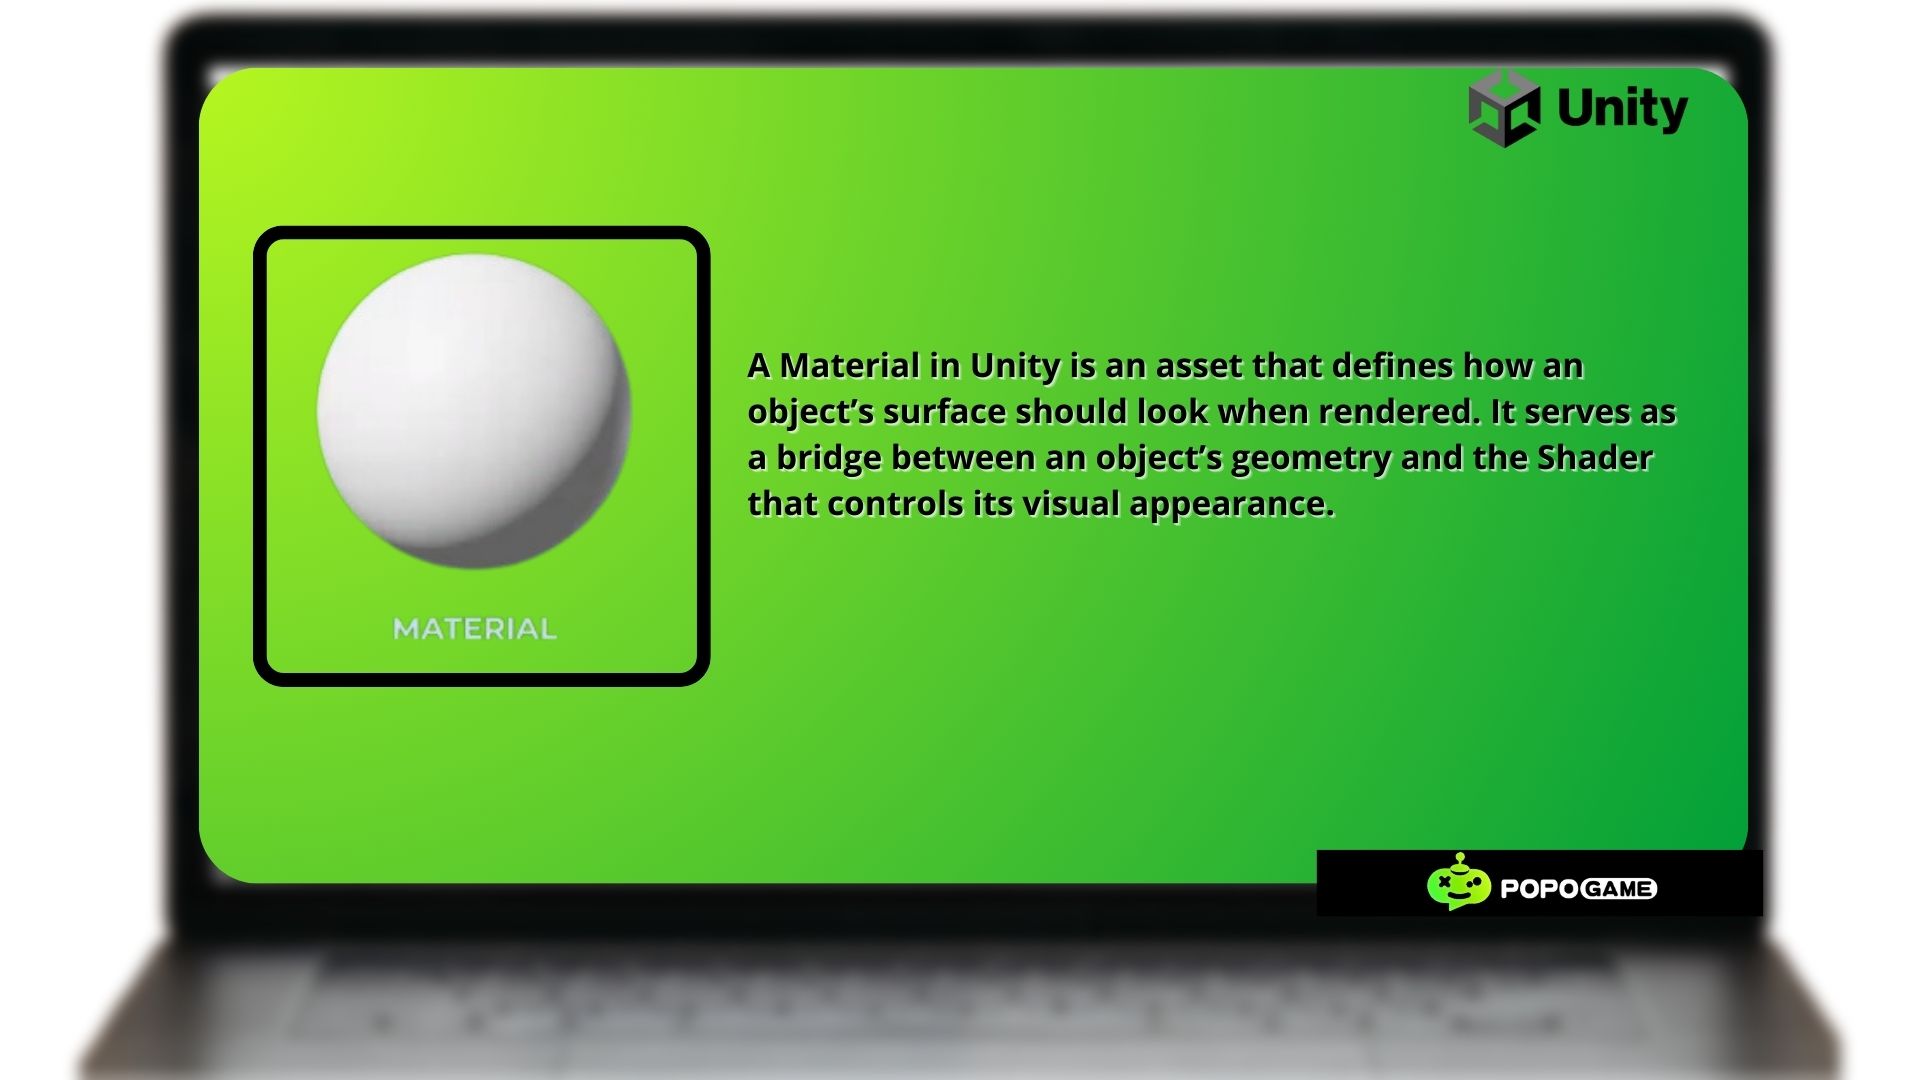 Unity
A Material in Unity is an asset that defines how an
object’s surface should look when rendered. It serves as
a bridge between an object’s geometry and the Shader
that controls its visual appearance.
MATERIAL
POPOGAME